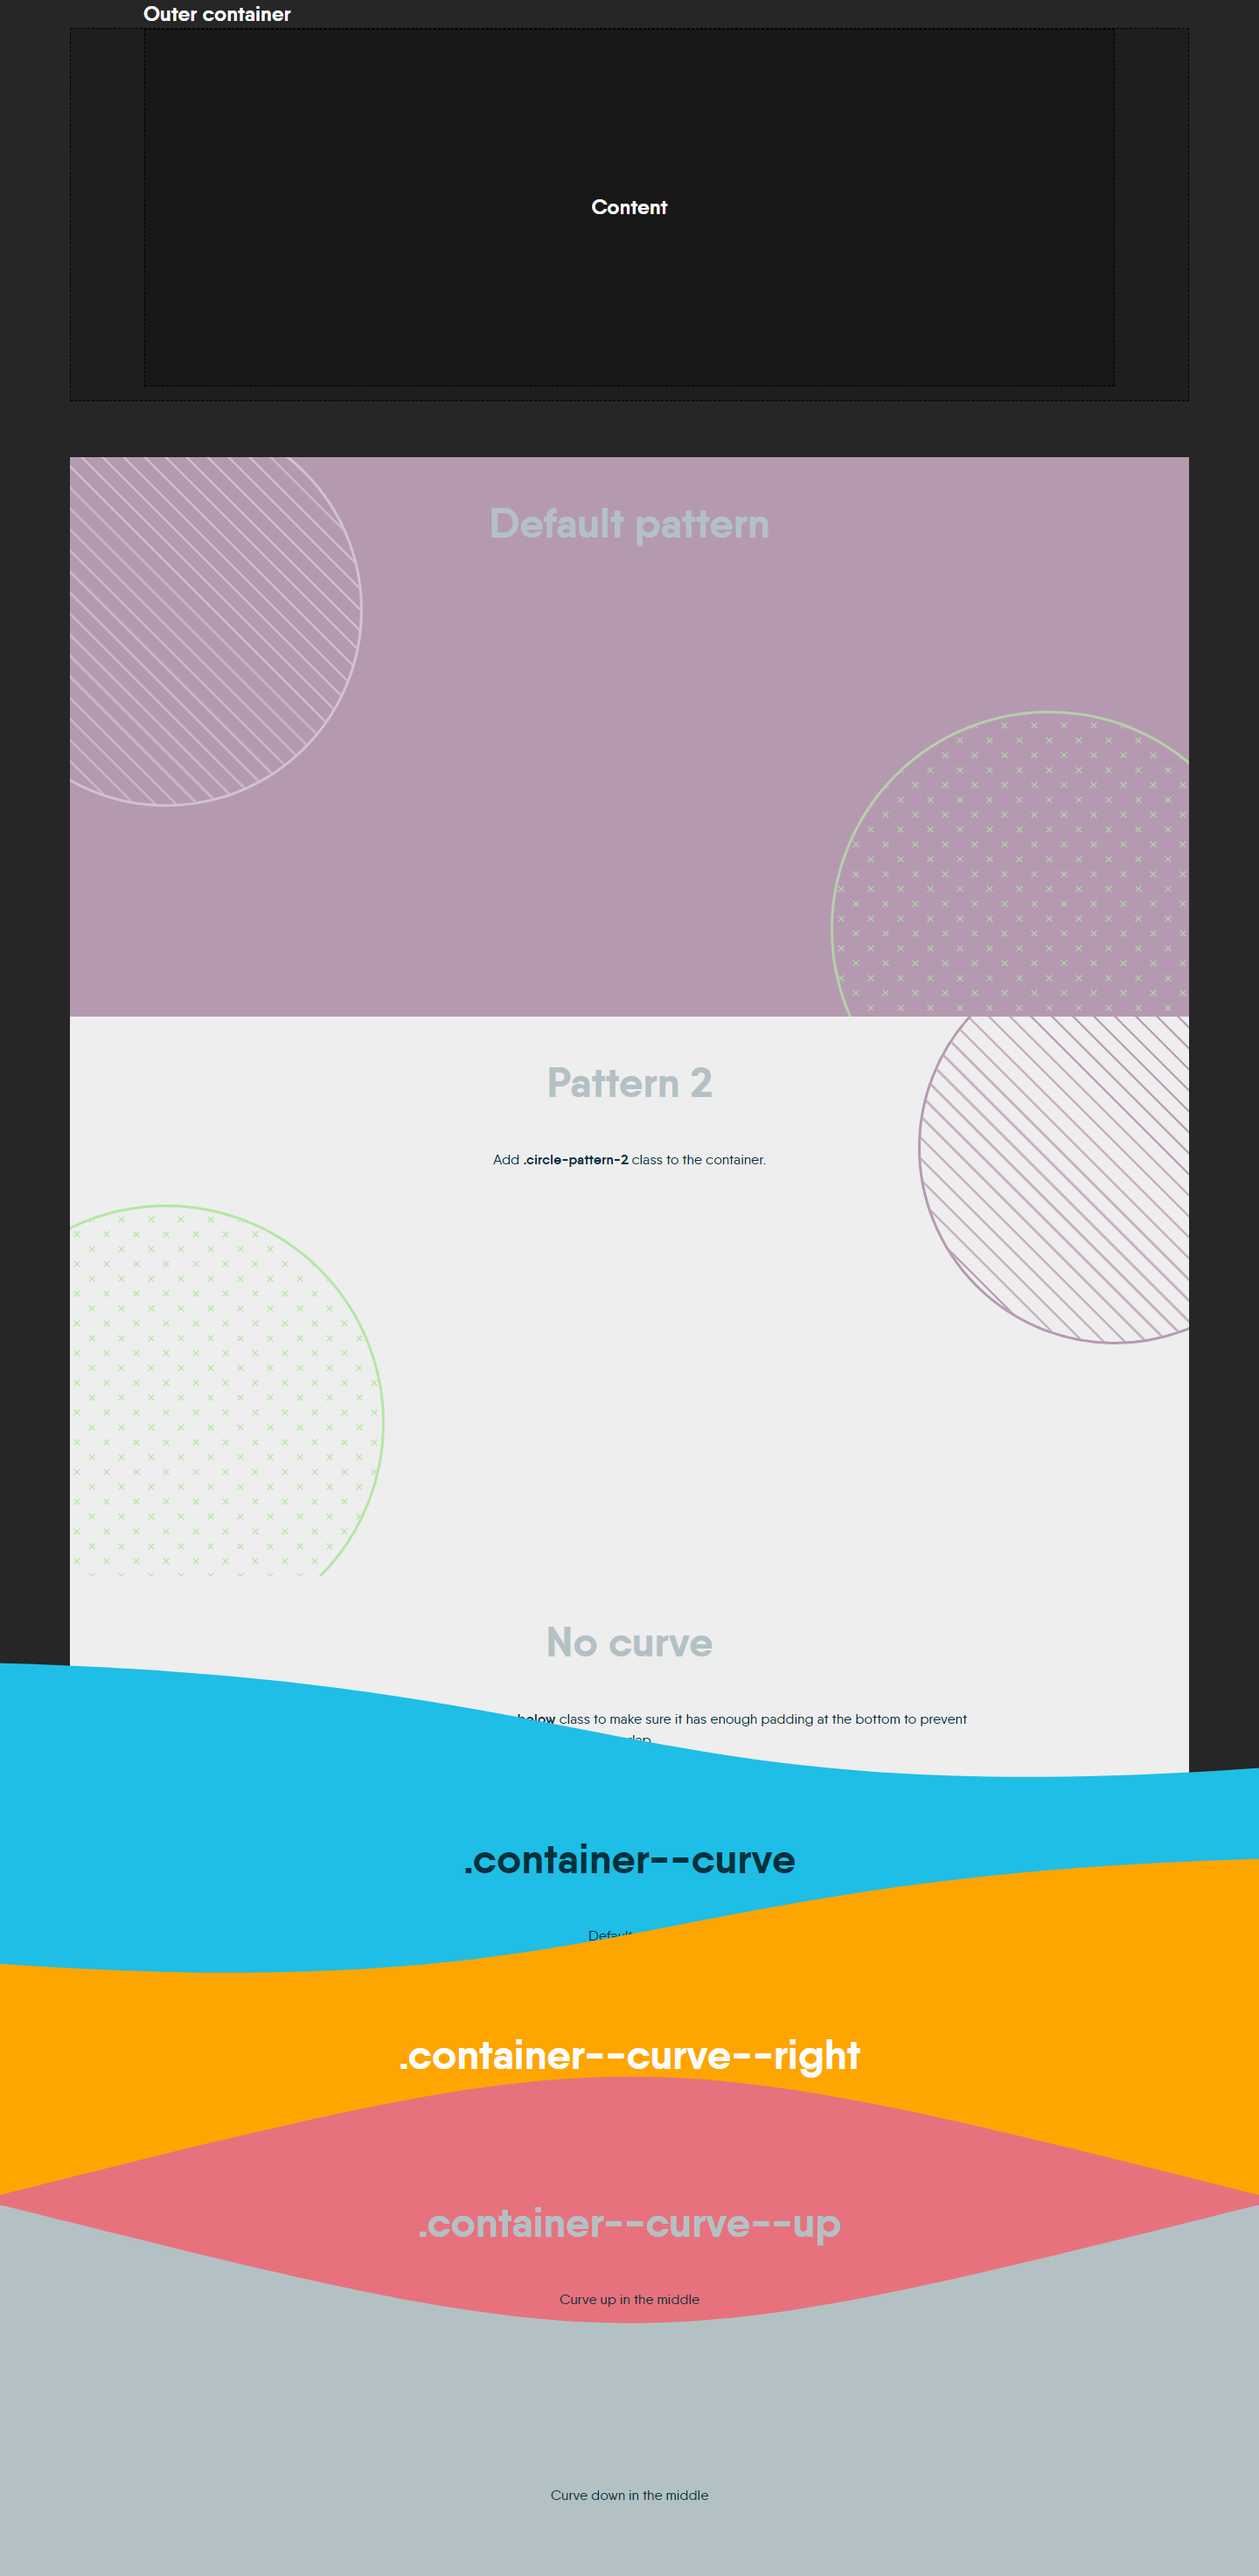 Outer container
Content
Default pattern
Pattern 2
Add .circle-pattern-2 class to the container.
No curve
below class to make sure it has enough padding at the bottom to prevent
.container--curve
Default
.container--curve--right
.container--curve--up
Curve up in the middle
Curve down in the middle